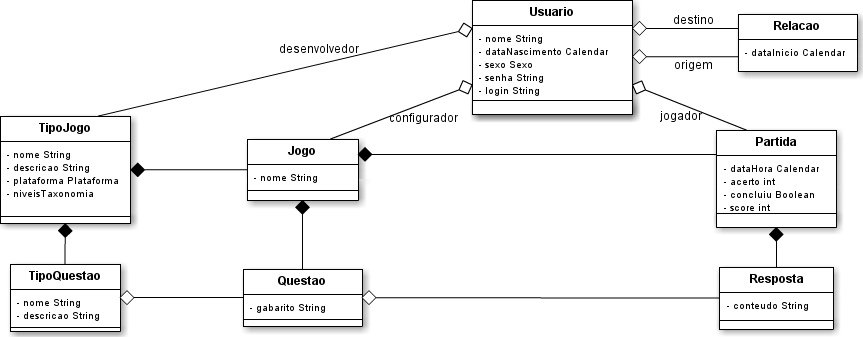 Usuario
- nome String
- dataNascimento Calendar
- sexo Sexo
- senha String
- login String
destino
origem
Relacao
- dataInicio Calendar
desenvolvedor
configurador
jogador
TipoJogo
- nome String
- descricao String
- plataforma Plataforma
- niveisTaxonomia
Jogo
- nome String
Partida
- dataHora Calendar
- acerto int
- concluiu Boolean
- score int
TipoQuestao
- nome String
- descricao String
Questao
- gabarito String
Resposta
- conteudo String